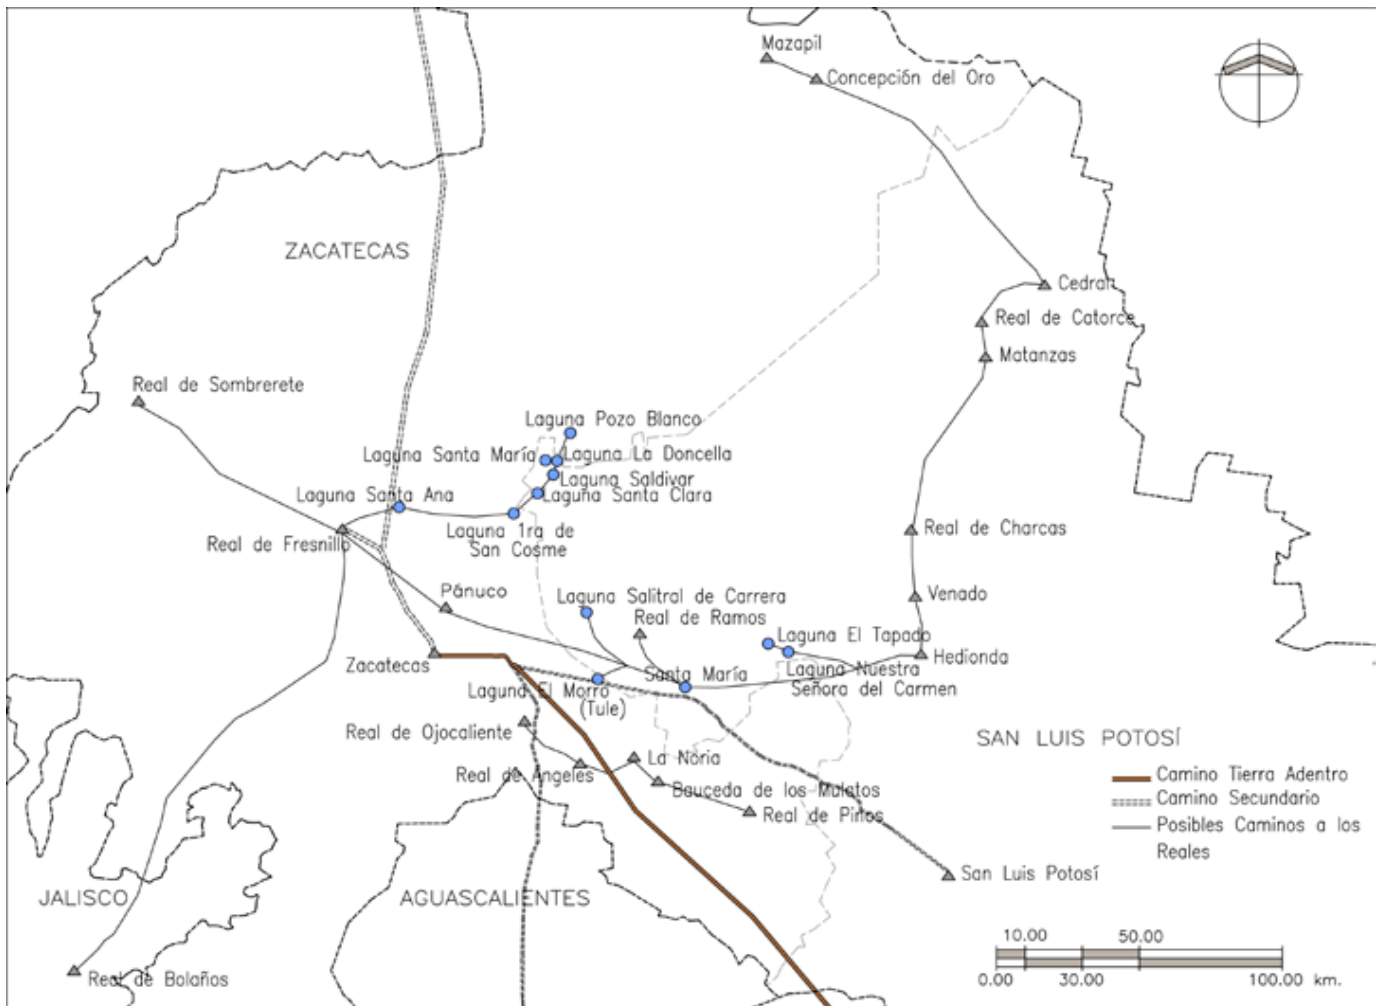 Mazapil
Concepción del Oro
ZACATECAS
Cedral
Real de Catorce
Matanzas
Real de Sombrerete
Laguna Pozo Blanco
Laguna Santa María
Laguna La Doncella
Laguna Saldivar
Laguna Santa Ana
Laguna Santa Clara
Laguna 1ra de
San Cosme
Real de Fresnillo
Real de Charcas
Pánuco
Laguna Salitral de Carrera
Real de Ramos
Venado
Laguna El Tapado
Zacatecas
Santa María
Laguna Nuestra
Señora del Carmen
Hedionda
Laguna El Morro
(Tule)
Real de Ojocaliente
SAN LUIS POTOSÍ
La Noria
Real de Angeles
Bauceda de los Mulatos
Real de Pinos
Camino Tierra Adentro
Camino Secundario
Posibles Caminos a los
Reales
San Luis Potosí
JALISCO
AGUASCALIENTES
Real de Bolaños
10.00 50.00
0.00 30.00 100.00 km.